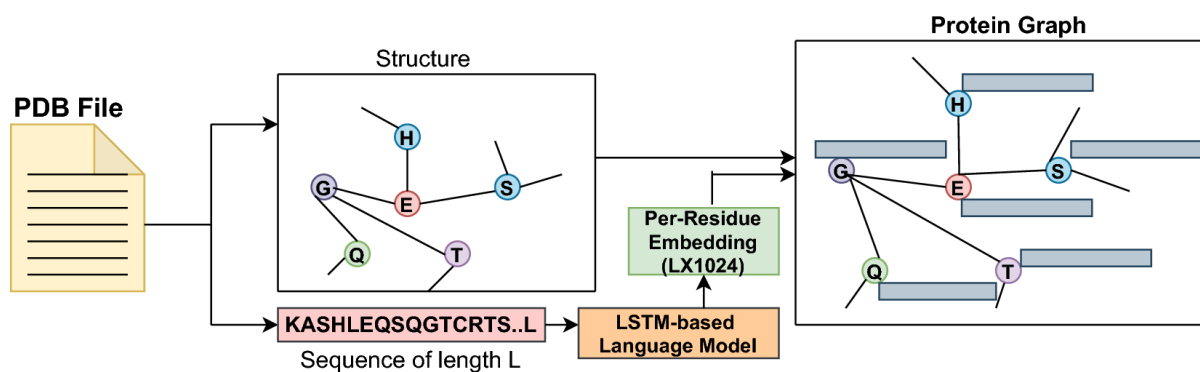 Protein Graph
Structure
PDB File
H
G
E
S
Q
T
H
G
E
S
Q
T
Per-Residue
Embedding
(LX1024)
KASHLEQSQGTCRTS..L
Sequence of length L
LSTM-based
Language Model